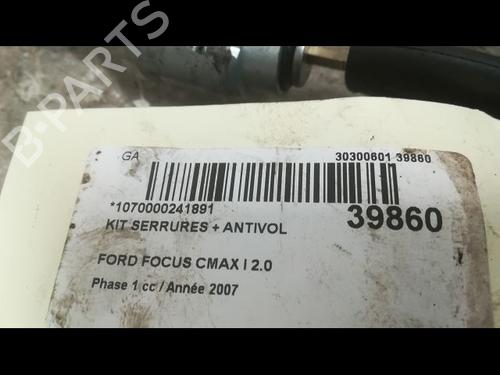 GA
30300601 39860
*1070000241891
39860
KIT SERRURES + ANTIVOL
FORD FOCUS CMAX I 2.0
Phase 1 cc / Année 2007
B-PARTS